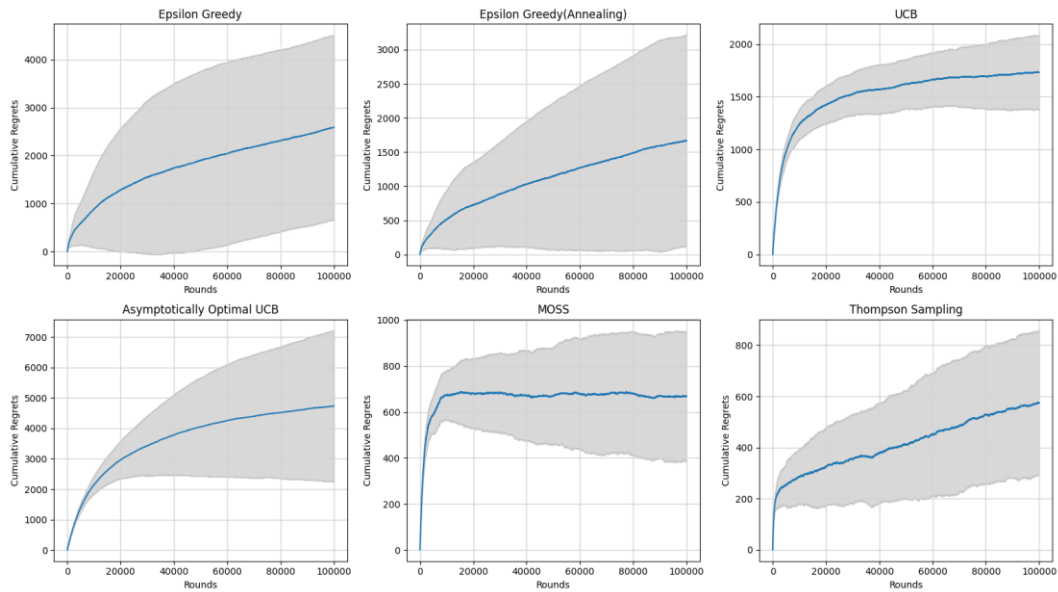 Epsilon Greedy
Cumulative Regrets
4000
3000
2000
1000
0
0 20000 40000 60000 80000 100000
Rounds
Epsilon Greedy(Annealing)
Cumulative Regrets
3000
2500
2000
1500
1000
500
0
0 20000 40000 60000 80000 100000
Rounds
UCB
Cumulative Regrets
2000
1500
1000
500
0
0 20000 40000 60000 80000 100000
Rounds
Asymptotically Optimal UCB
Cumulative Regrets
7000
6000
5000
4000
3000
2000
1000
0
0 20000 40000 60000 80000 100000
Rounds
MOSS
Cumulative Regrets
1000
800
600
400
200
0
0 20000 40000 60000 80000 100000
Rounds
Thompson Sampling
Cumulative Regrets
800
600
400
200
0
0 20000 40000 60000 80000 100000
Rounds